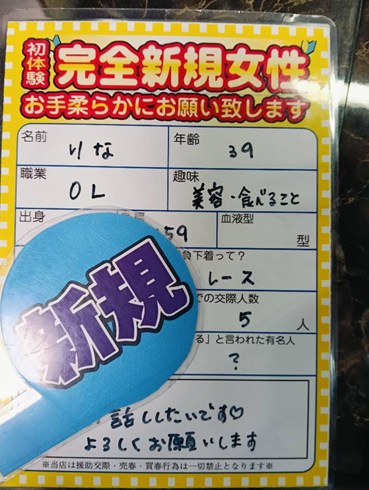 初体験
完全新規女性
お手柔らかにお願い致します
名前 りな 年齢 39
職業 OL 趣味 美容・食べること
出身 59 血液型 型
下着って?
レース
での交際人数
5 人
る」と言われた有名人
?
話ししたいです♡
よろしくお願いします
※当店は援助交際・売春・買春行為は一切禁止となります※
新規